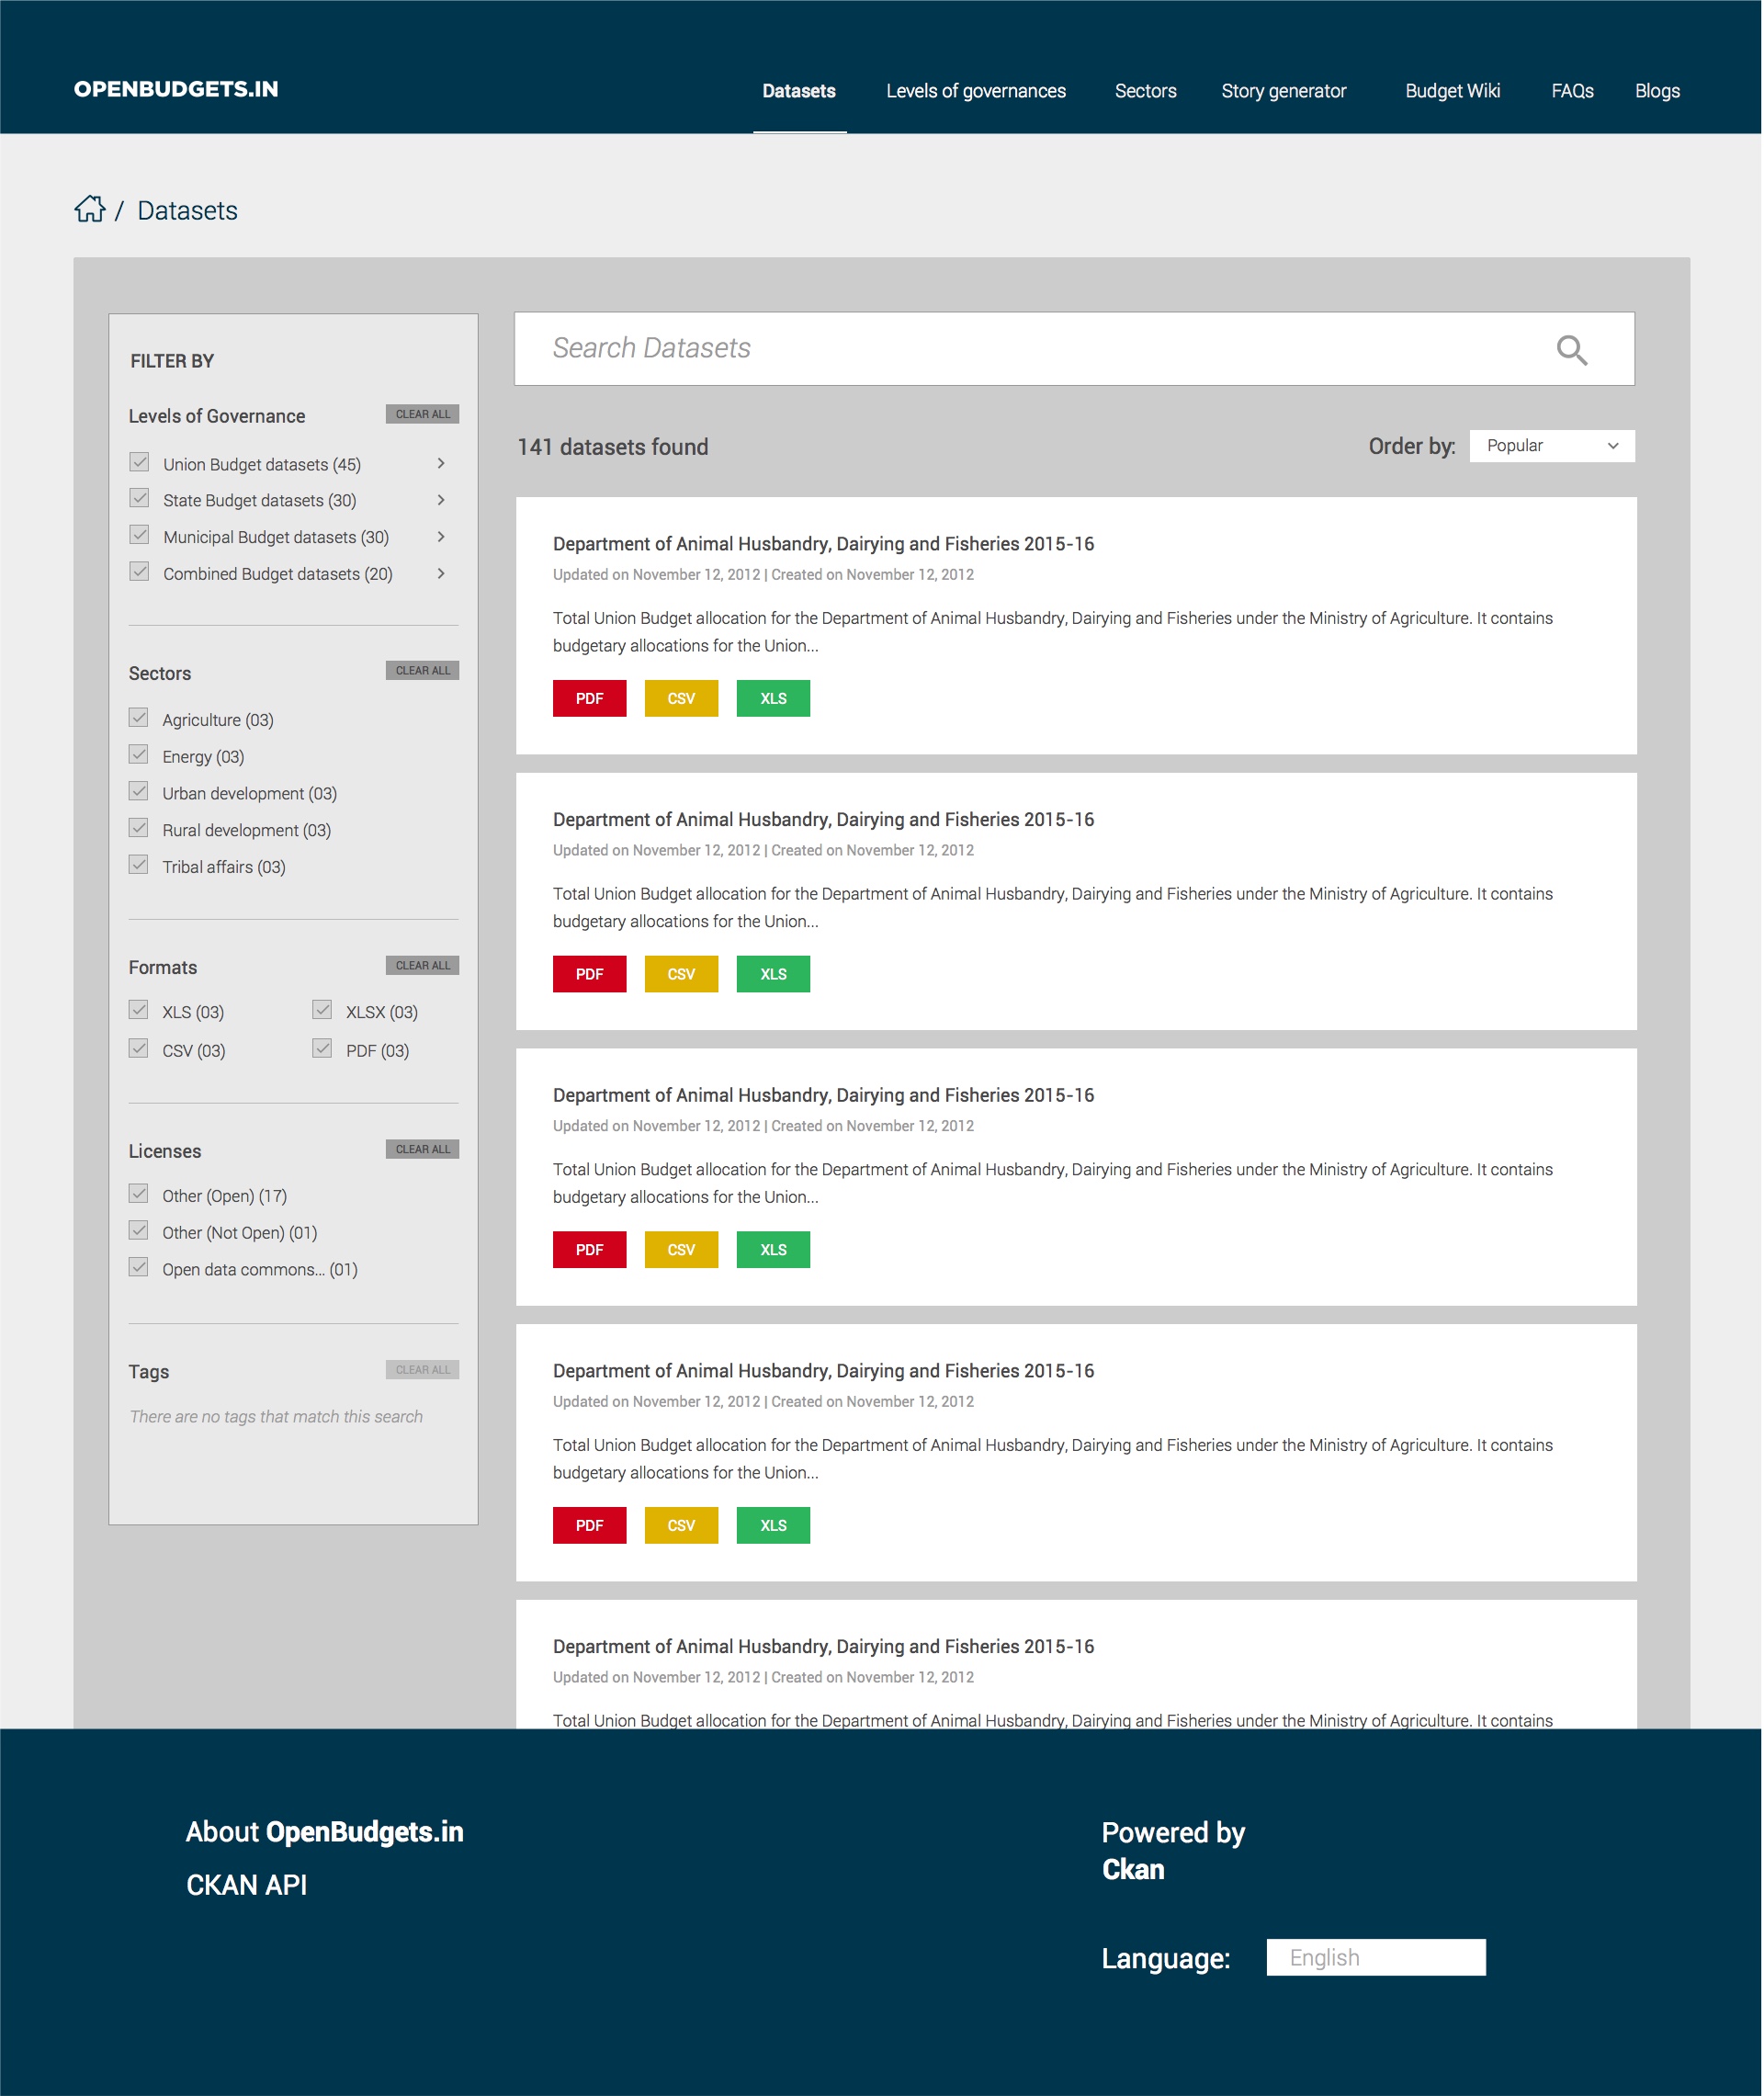 OPENBUDGETS.IN
Datasets
Levels of governances
Sectors
Story generator
Budget Wiki
FAQs
Blogs
/ Datasets
FILTER BY
Levels of Governance
CLEAR ALL
Union Budget datasets (45)
State Budget datasets (30)
Municipal Budget datasets (30)
Combined Budget datasets (20)
Sectors
CLEAR ALL
Agriculture (03)
Energy (03)
Urban development (03)
Rural development (03)
Tribal affairs (03)
Formats
CLEAR ALL
XLS (03)
XLSX (03)
CSV (03)
PDF (03)
Licenses
CLEAR ALL
Other (Open) (17)
Other (Not Open) (01)
Open data commons... (01)
Tags
CLEAR ALL
There are no tags that match this search
Search Datasets
141 datasets found
Order by:
Popular
Department of Animal Husbandry, Dairying and Fisheries 2015-16
Updated on November 12, 2012 | Created on November 12, 2012
Total Union Budget allocation for the Department of Animal Husbandry, Dairying and Fisheries under the Ministry of Agriculture. It contains
budgetary allocations for the Union...
PDF
CSV
XLS
Department of Animal Husbandry, Dairying and Fisheries 2015-16
Updated on November 12, 2012 | Created on November 12, 2012
Total Union Budget allocation for the Department of Animal Husbandry, Dairying and Fisheries under the Ministry of Agriculture. It contains
budgetary allocations for the Union...
PDF
CSV
XLS
Department of Animal Husbandry, Dairying and Fisheries 2015-16
Updated on November 12, 2012 | Created on November 12, 2012
Total Union Budget allocation for the Department of Animal Husbandry, Dairying and Fisheries under the Ministry of Agriculture. It contains
budgetary allocations for the Union...
PDF
CSV
XLS
Department of Animal Husbandry, Dairying and Fisheries 2015-16
Updated on November 12, 2012 | Created on November 12, 2012
Total Union Budget allocation for the Department of Animal Husbandry, Dairying and Fisheries under the Ministry of Agriculture. It contains
budgetary allocations for the Union...
PDF
CSV
XLS
Department of Animal Husbandry, Dairying and Fisheries 2015-16
Updated on November 12, 2012 | Created on November 12, 2012
Total Union Budget allocation for the Department of Animal Husbandry, Dairying and Fisheries under the Ministry of Agriculture. It contains
About OpenBudgets.in
CKAN API
Powered by
Ckan
Language:
English